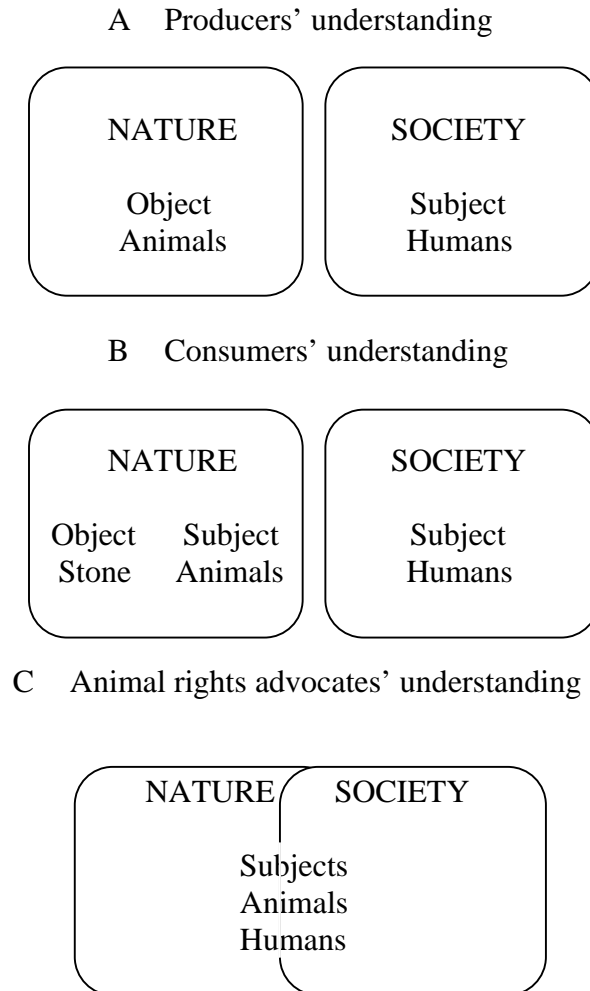 A Producers’ understanding
NATURE SOCIETY
Object Subject
Animals Humans
B Consumers’ understanding
NATURE SOCIETY
Object Subject Subject
Stone Animals Humans
C Animal rights advocates’ understanding
NATURE SOCIETY
Subjects
Animals
Humans